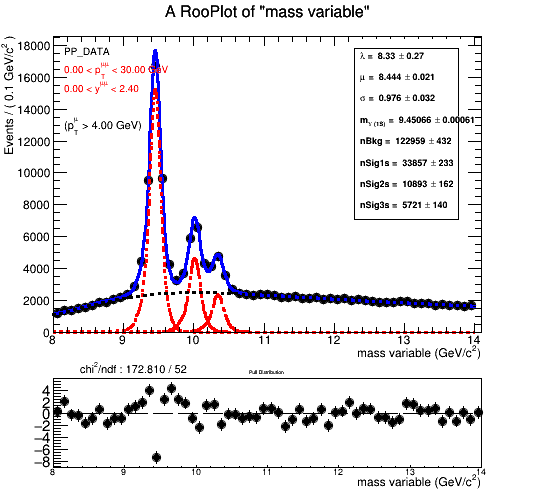 A RooPlot of "mass variable"
Events / ( 0.1 GeV/c² )
18000
16000
14000
12000
10000
8000
6000
4000
2000
0
PP_DATA
0.00 < p_T^μμ < 30.00 GeV
0.00 < y^μμ < 2.40
(p_T^μ > 4.00 GeV)
λ = 8.33 ± 0.27
μ = 8.444 ± 0.021
σ = 0.976 ± 0.032
m_ϒ (1S) = 9.45066 ± 0.00061
nBkg = 122959 ± 432
nSig1s = 33857 ± 233
nSig2s = 10893 ± 162
nSig3s = 5721 ± 140
8 9 10 11 12 13 14
mass variable (GeV/c²)
chi²/ndf : 172.810 / 52
Pull Distribution
4
2
0
−2
−4
−6
−8
8 9 10 11 12 13 14
mass variable (GeV/c²)